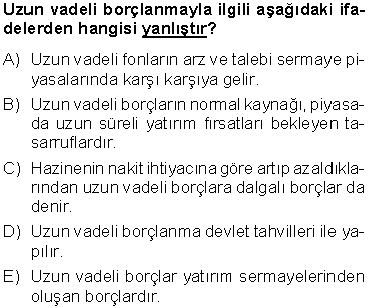 Uzun vadeli borçlanmayla ilgili aşağıdaki ifa-
delerden hangisi yanlıştır?
A) Uzun vadeli fonların arz ve talebi sermaye pi-
yasalarında karşı karşıya gelir.
B) Uzun vadeli borçların normal kaynağı, piyasa-
da uzun süreli yatırım fırsatları bekleyen ta-
sarruflardır.
C) Hazinenin nakit ihtiyacına göre artıp azaldıkla-
rından uzun vadeli borçlara dalgalı borçlar da
denir.
D) Uzun vadeli borçlanma devlet tahvilleri ile ya-
pılır.
E) Uzun vadeli borçlar yatırım sermayelerinden
oluşan borçlardır.